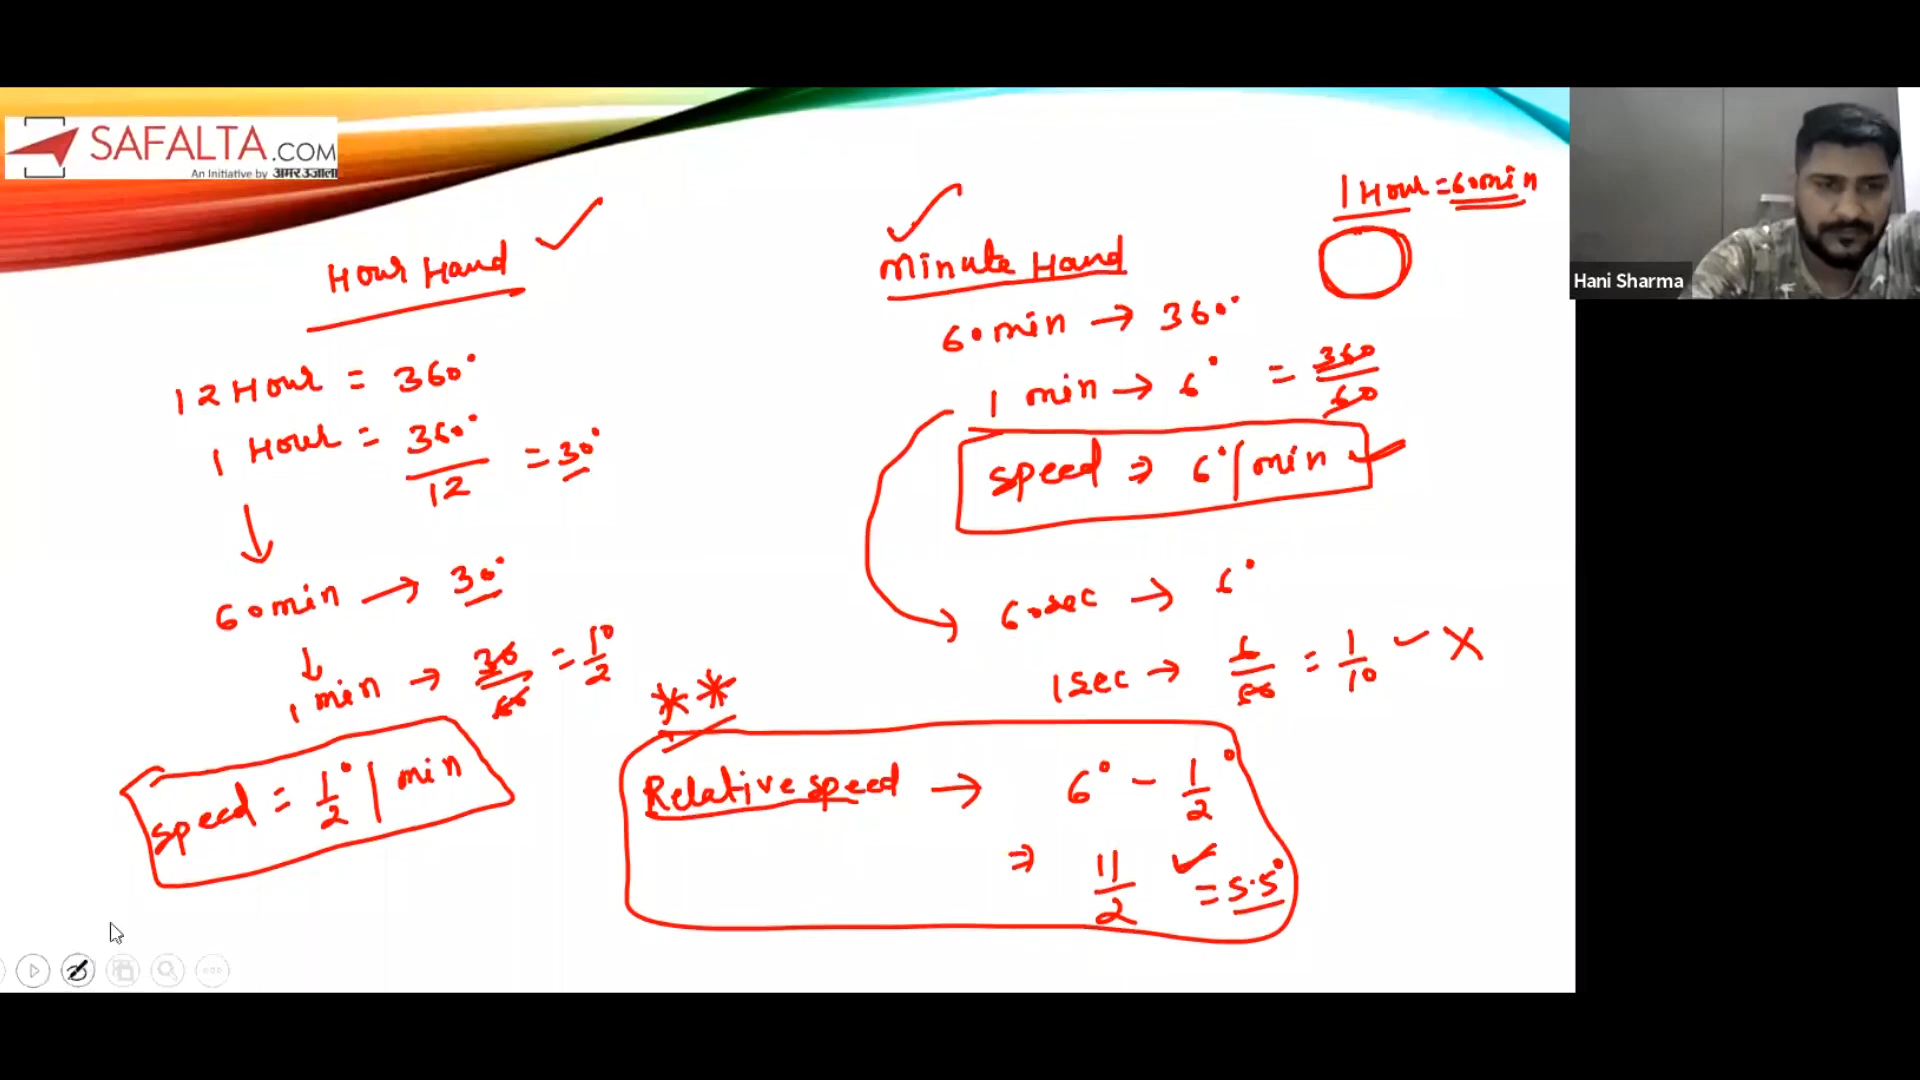 SAFALTA.COM
An Initiative by अमर उजाला
1 Hour = 60 min
Hani Sharma
Hour Hand
12 Hour = 360°
1 Hour = 360°/12 = 30°
60 min → 30°
1 min → 30/60 = 1°/2
speed = 1°/2 | min
Minute Hand
60 min → 360°
1 min → 6° = 360/60
speed ⇒ 6° | min
60 sec → 6°
1 sec → 6/60 = 1/10
Relative speed → 6° - 1°/2
⇒ 11/2 = 5.5°